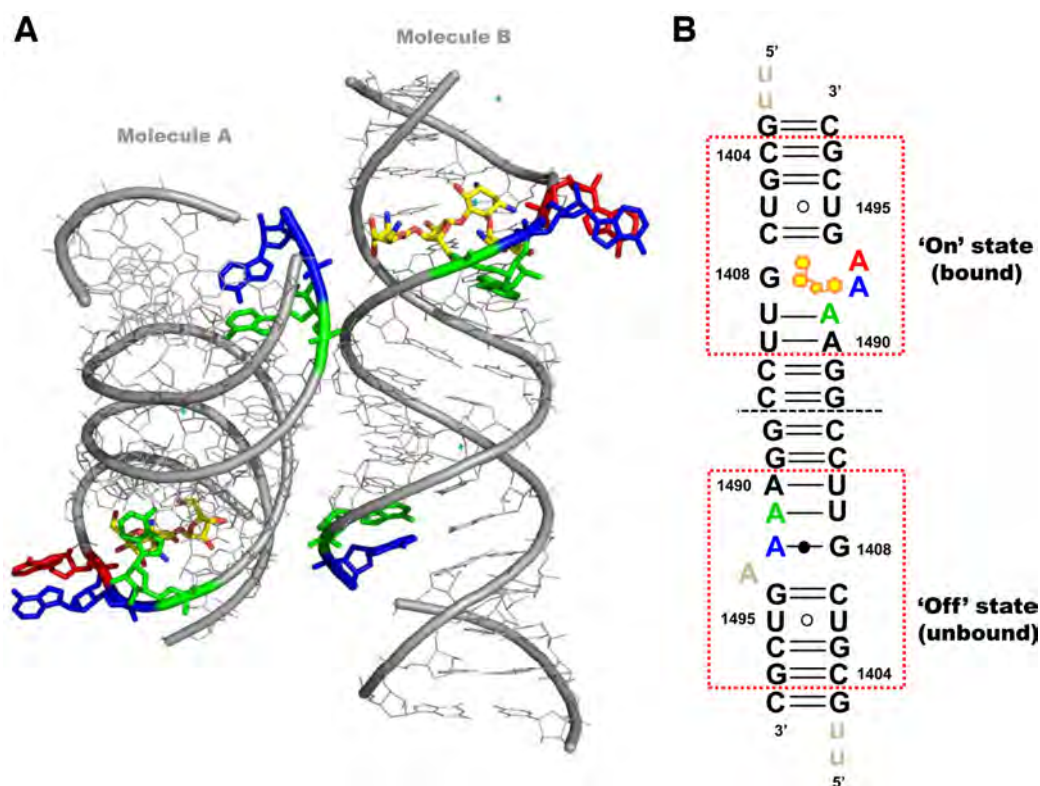 A
Molecule A
Molecule B
B
5’
u
u
3’
G C
1404 C G
G C
U U 1495
C G
A
1408 G A
U A
U A 1490
C G
C G
‘On’ state
(bound)
G C
G C
1490 A U
A U
A G 1408
A
G C
1495 U U
C G
G C 1404
C G
3’
u
u
5’
‘Off’ state
(unbound)